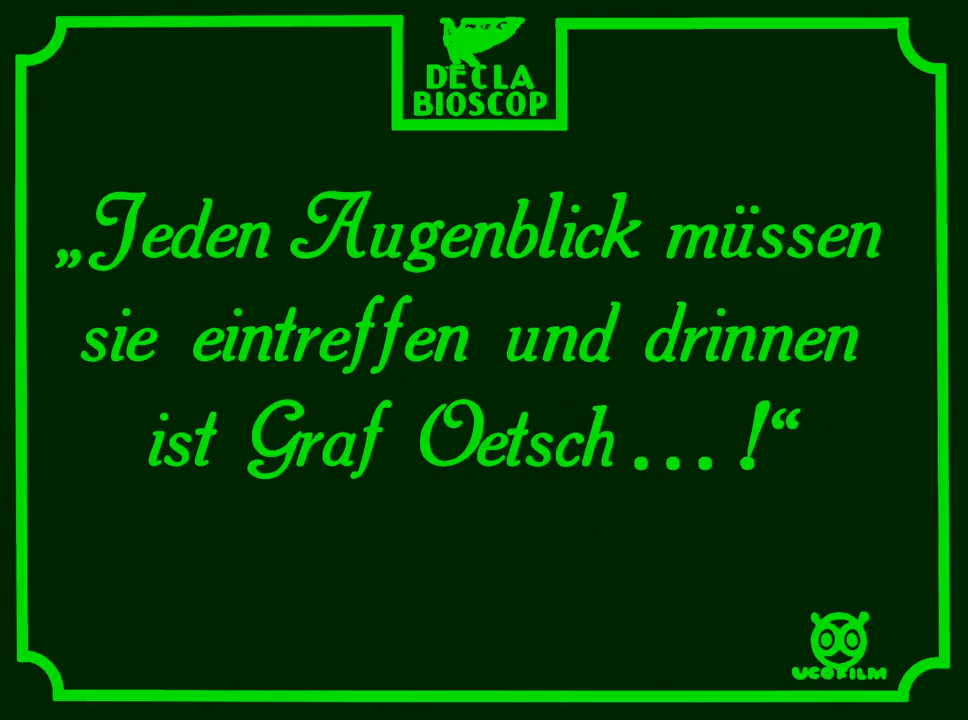 DECLA
BIOSCOP
„Jeden Augenblick müssen
sie eintreffen und drinnen
ist Graf Oetsch . . . !“
UCOFILM